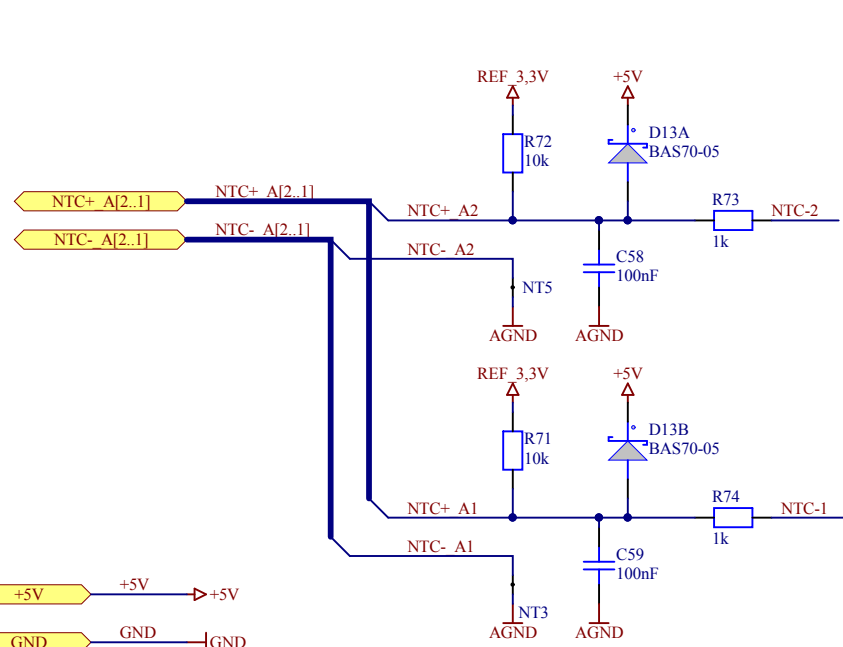 REF_3,3V
+5V
R72
10k
D13A
BAS70-05
NTC+_A[2..1]
NTC+_A[2..1]
NTC+_A2
R73
1k
NTC-2
NTC-_A[2..1]
NTC-_A[2..1]
NTC-_A2
C58
100nF
NT5
AGND
AGND
REF_3,3V
+5V
R71
10k
D13B
BAS70-05
NTC+_A1
R74
1k
NTC-1
NTC-_A1
C59
100nF
NT3
AGND
AGND
+5V
+5V
+5V
GND
GND
GND